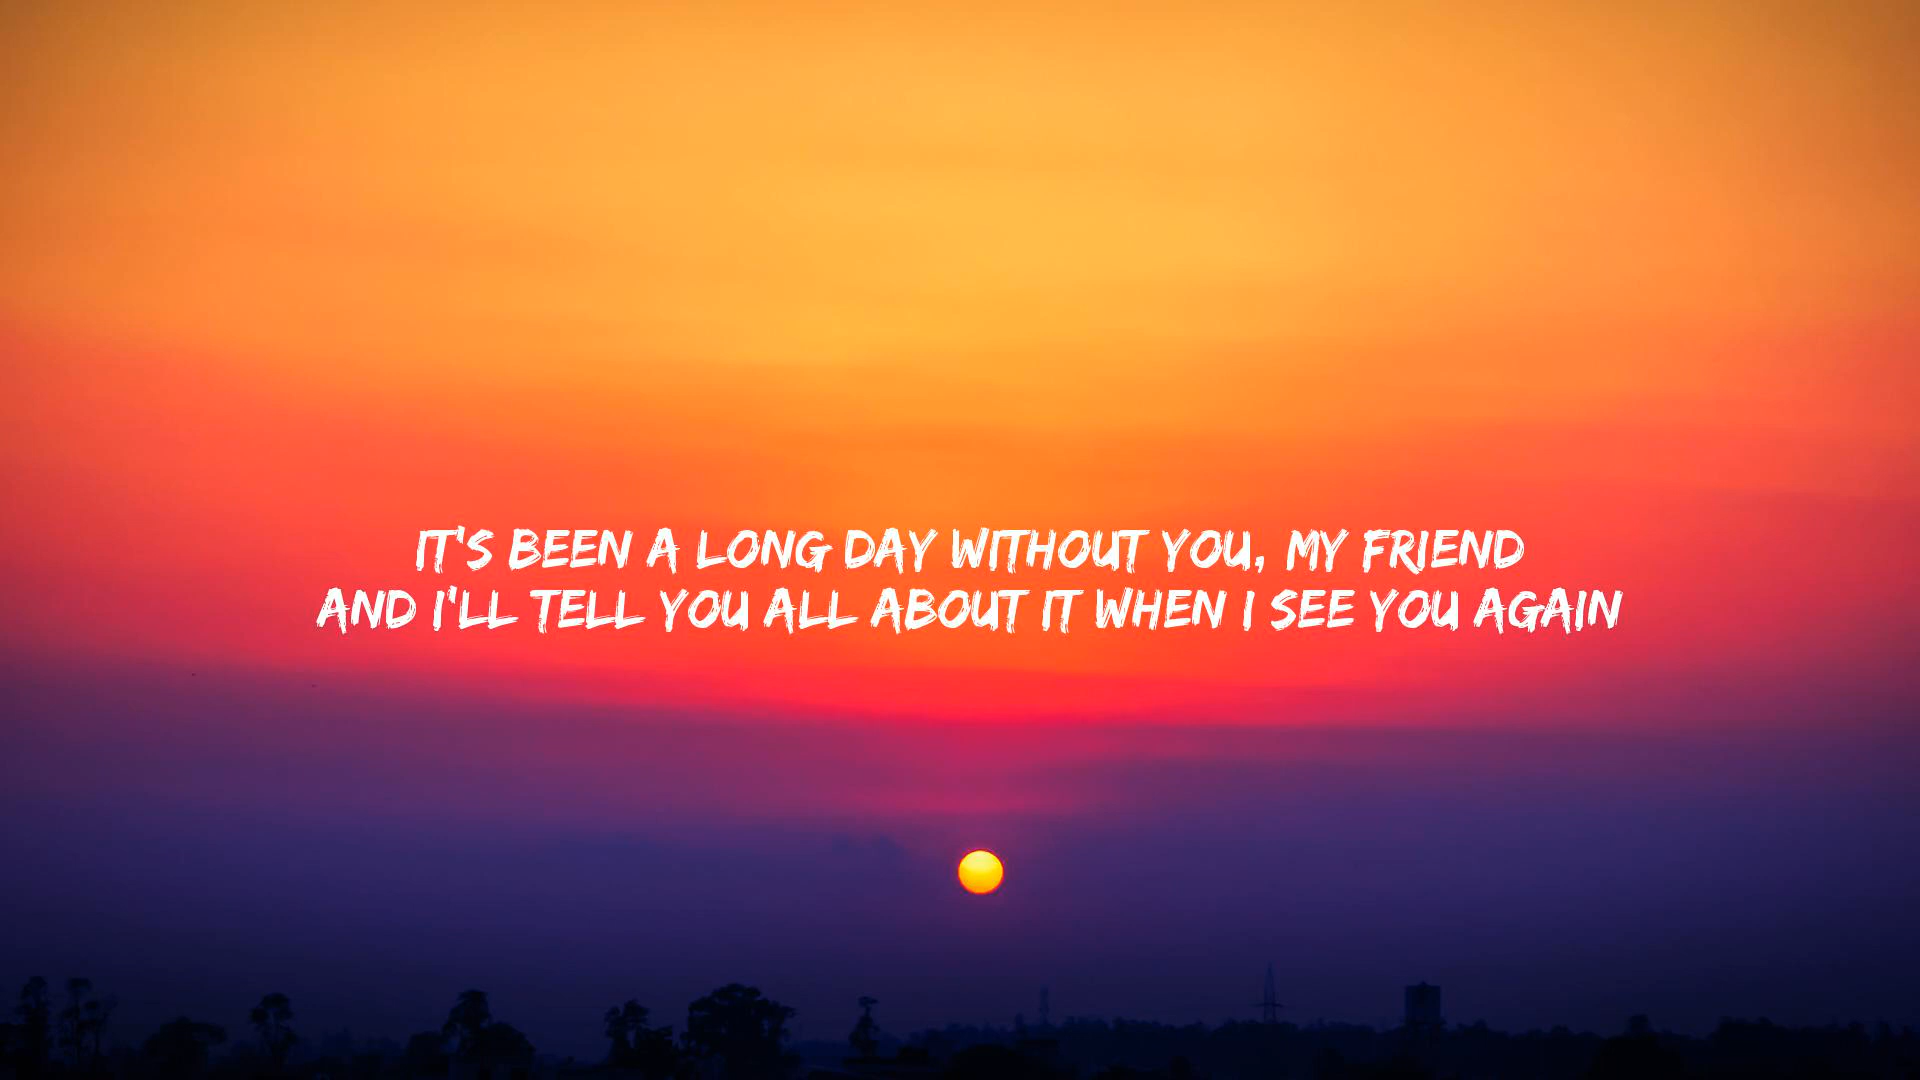 IT'S BEEN A LONG DAY WITHOUT YOU, MY FRIEND
AND I'LL TELL YOU ALL ABOUT IT WHEN I SEE YOU AGAIN